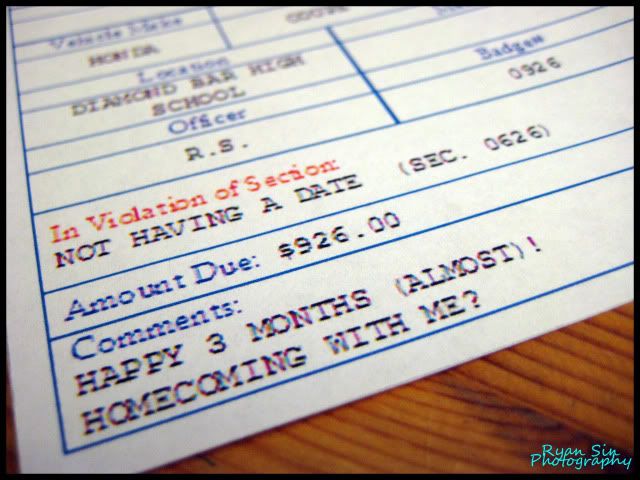 Vehicle Make
HONDA
Location
DIAMOND BAR HIGH
SCHOOL
Officer
R.S.
Badge#
0926
In Violation of Section:
NOT HAVING A DATE (SEC. 0626)
Amount Due: $926.00
Comments:
HAPPY 3 MONTHS (ALMOST)!
HOMECOMING WITH ME?
Ryan Sin
Photography